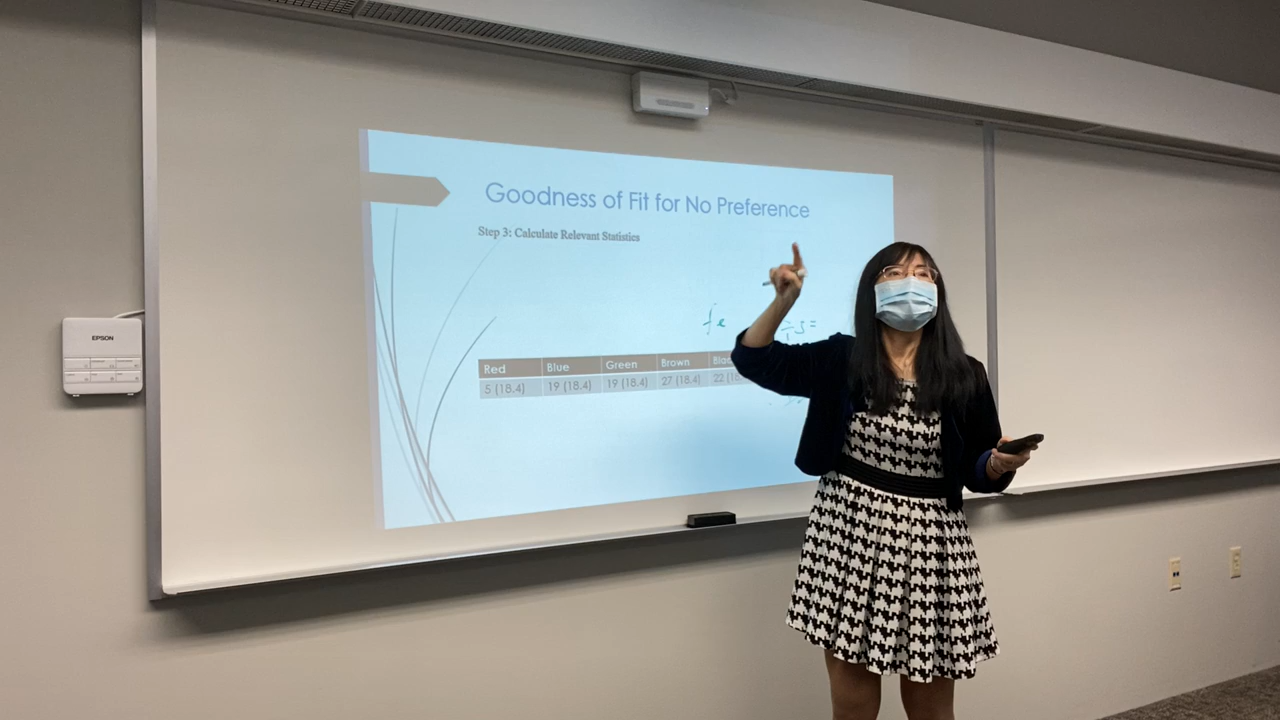 EPSON
Goodness of Fit for No Preference
Step 3: Calculate Relevant Statistics
fe
Red Blue Green Brown
5 (18.4) 19 (18.4) 19 (18.4) 27 (18.4) 22